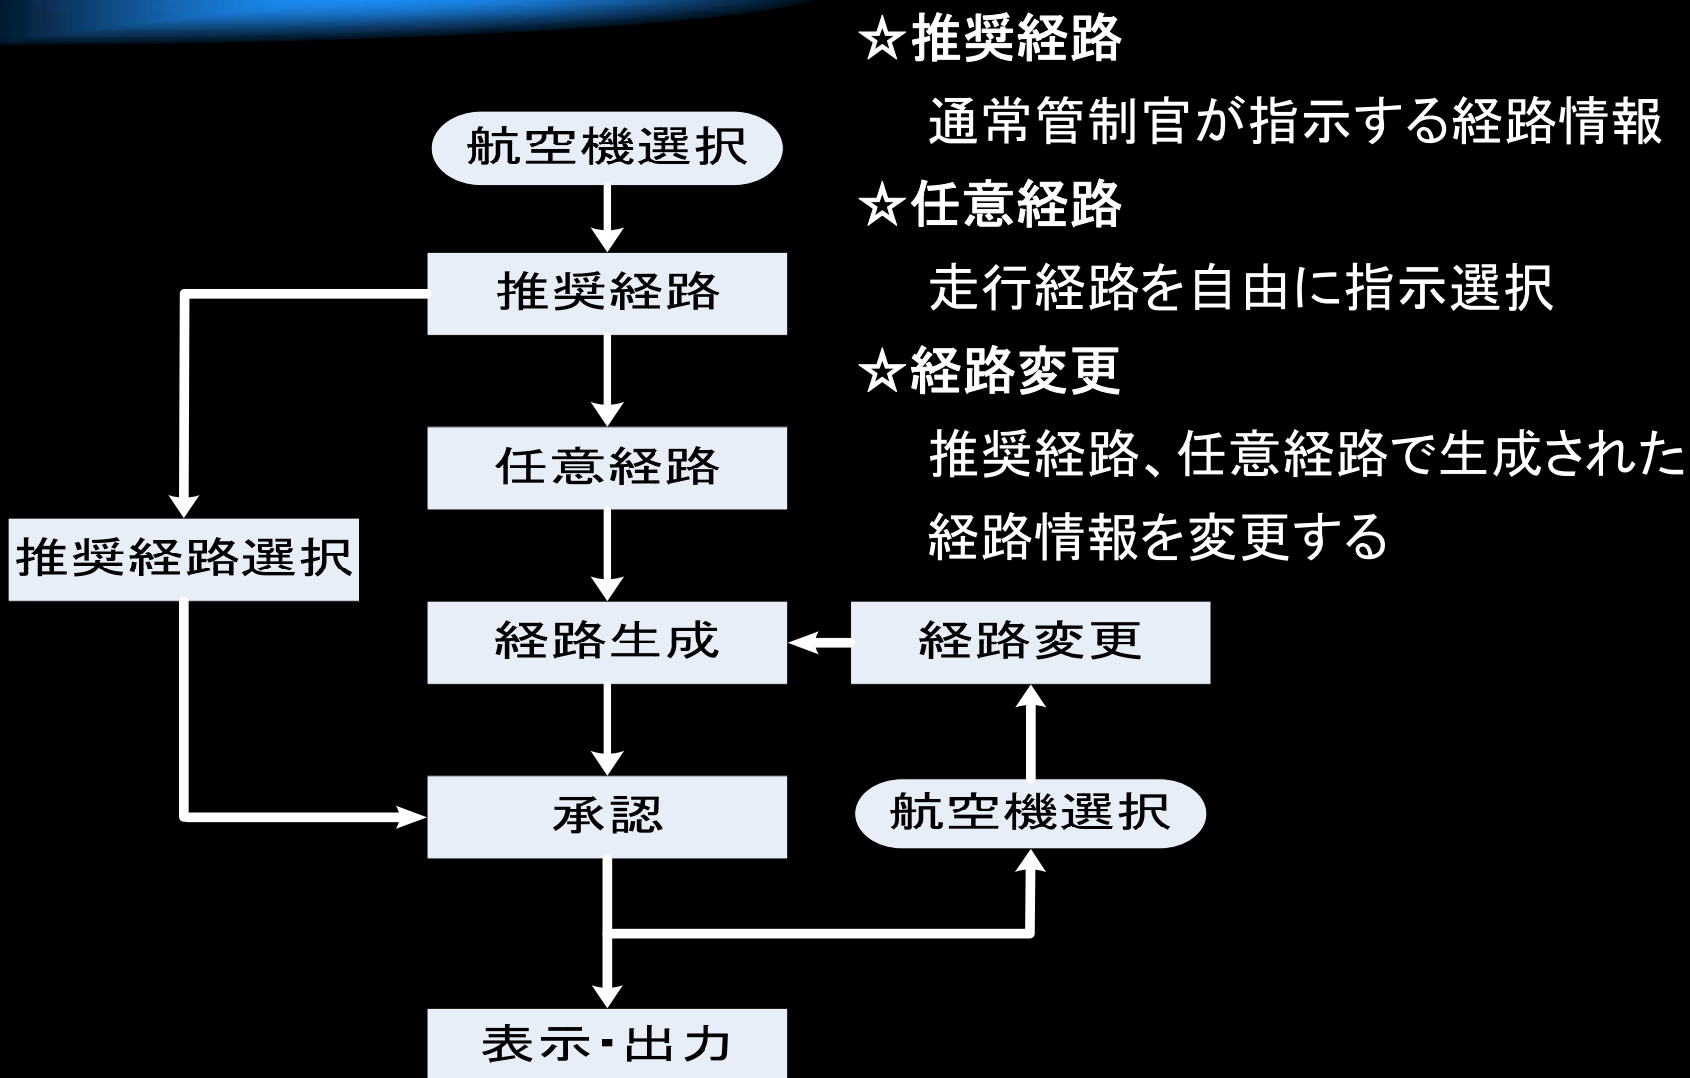 ☆推奨経路
通常管制官が指示する経路情報
☆任意経路
走行経路を自由に指示選択
☆経路変更
推奨経路、任意経路で生成された
経路情報を変更する
航空機選択
推奨経路
任意経路
推奨経路選択
経路生成
経路変更
承認
航空機選択
表示・出力